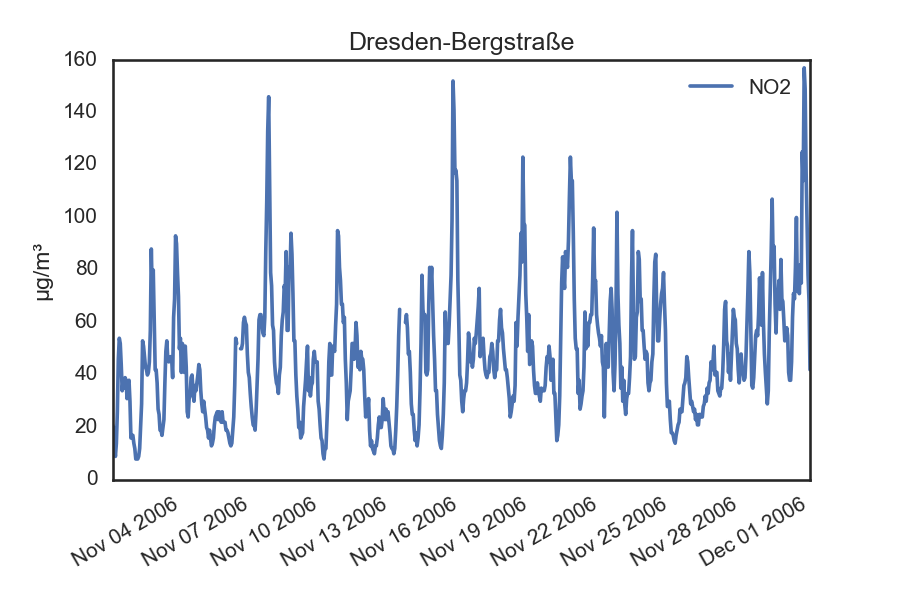 Dresden-Bergstraße
160
140
120
100
80
60
40
20
0
µg/m³
NO2
Nov 04 2006
Nov 07 2006
Nov 10 2006
Nov 13 2006
Nov 16 2006
Nov 19 2006
Nov 22 2006
Nov 25 2006
Nov 28 2006
Dec 01 2006